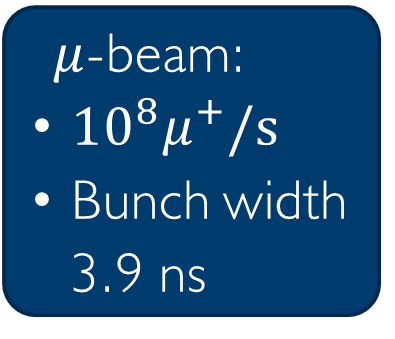 μ-beam:
• 10⁸μ⁺/s
• Bunch width
3.9 ns